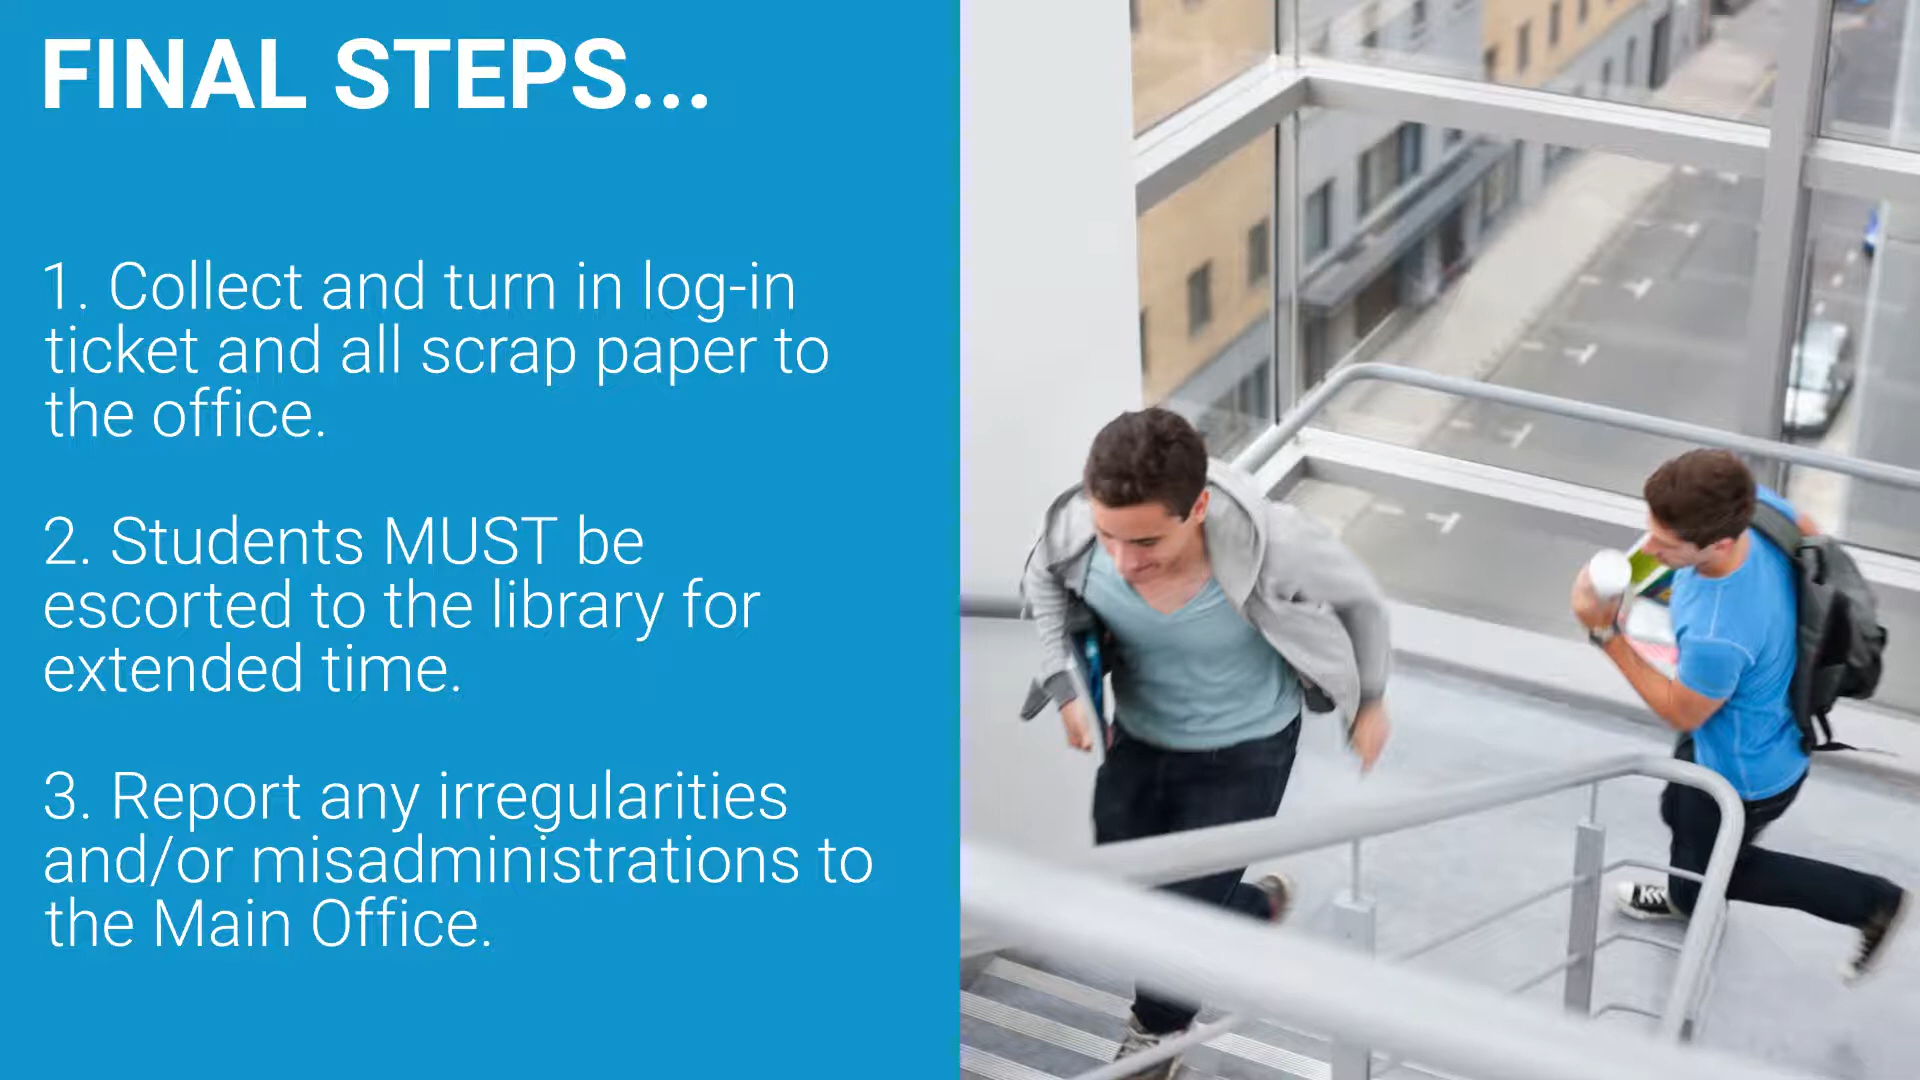 FINAL STEPS...
1. Collect and turn in log-in
ticket and all scrap paper to
the office.
2. Students MUST be
escorted to the library for
extended time.
3. Report any irregularities
and/or misadministrations to
the Main Office.